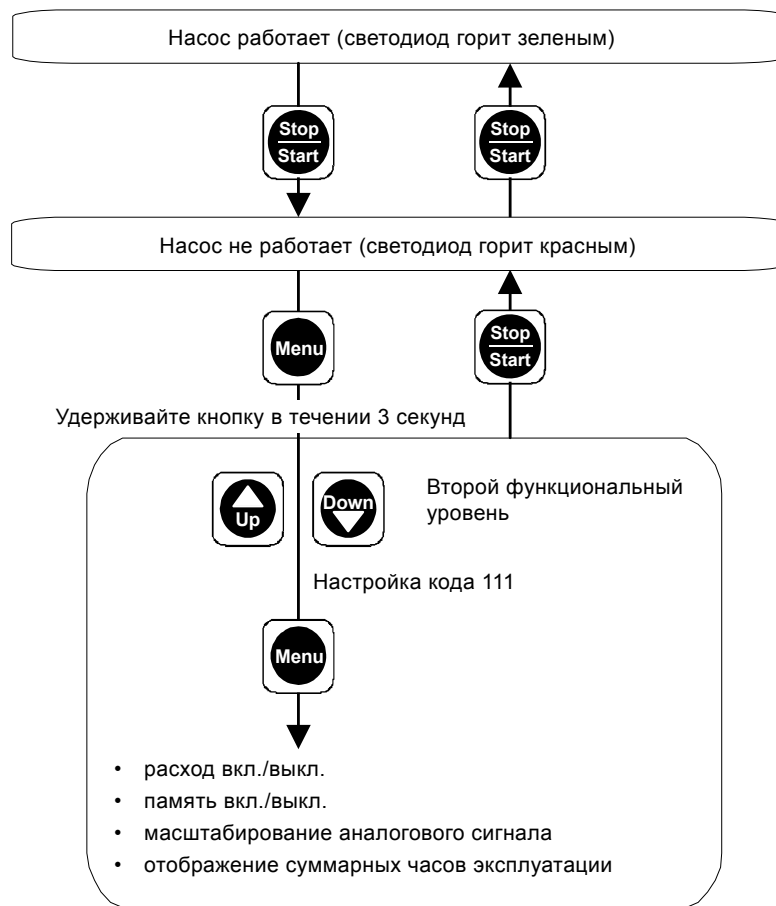 Насос работает (светодиод горит зеленым)
Stop Stop
Start Start
Насос не работает (светодиод горит красным)
Menu
Stop
Start
Удерживайте кнопку в течении 3 секунд
Up
Down
Второй функциональный
уровень
Настройка кода 111
Menu
• расход вкл./выкл.
• память вкл./выкл.
• масштабирование аналогового сигнала
• отображение суммарных часов эксплуатации